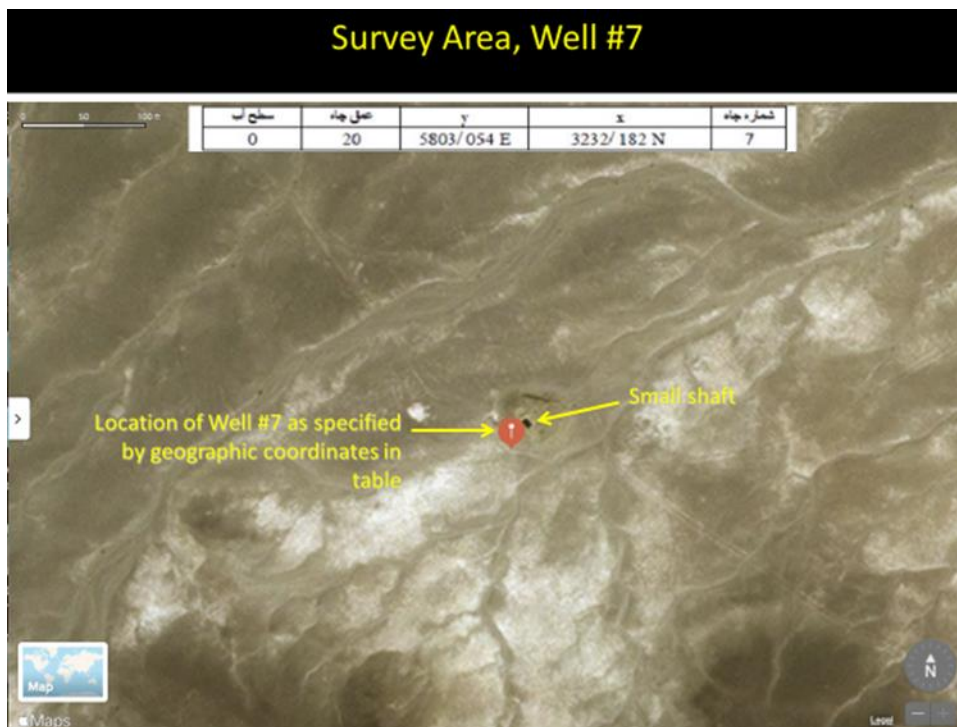 Survey Area, Well #7
0 50 100 ft
سطح آب عمق چاه y x شماره چاه
0 20 5803/054 E 3232/182 N 7
Small shaft
Location of Well #7 as specified
by geographic coordinates in
table
Map
Maps
Legal
N